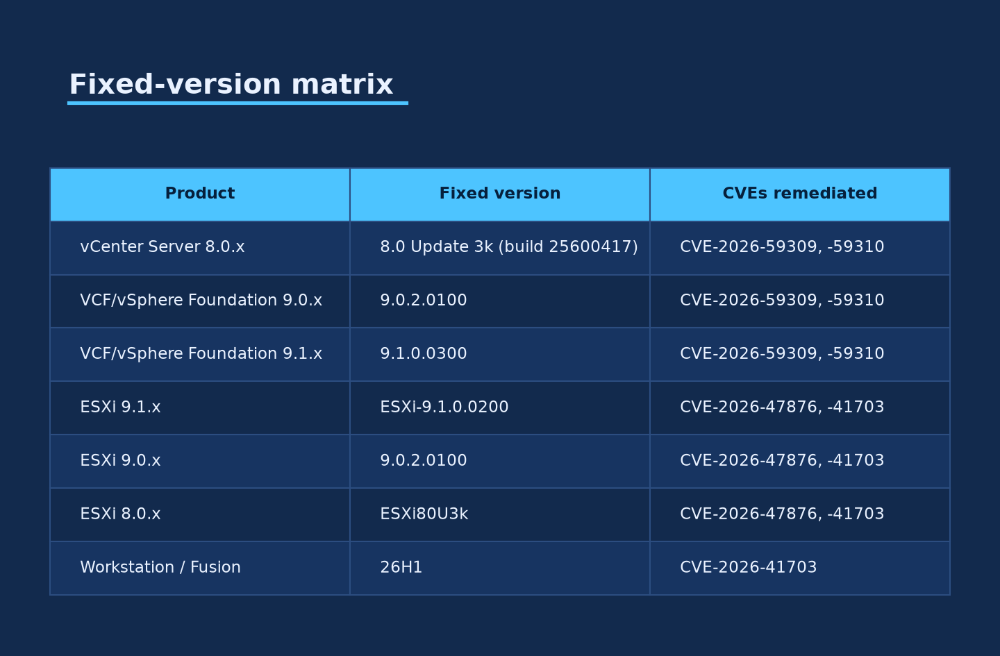 Fixed-version matrix
Product Fixed version CVEs remediated
vCenter Server 8.0.x 8.0 Update 3k (build 25600417) CVE-2026-59309, -59310
VCF/vSphere Foundation 9.0.x 9.0.2.0100 CVE-2026-59309, -59310
VCF/vSphere Foundation 9.1.x 9.1.0.0300 CVE-2026-59309, -59310
ESXi 9.1.x ESXi-9.1.0.0200 CVE-2026-47876, -41703
ESXi 9.0.x 9.0.2.0100 CVE-2026-47876, -41703
ESXi 8.0.x ESXi80U3k CVE-2026-47876, -41703
Workstation / Fusion 26H1 CVE-2026-41703